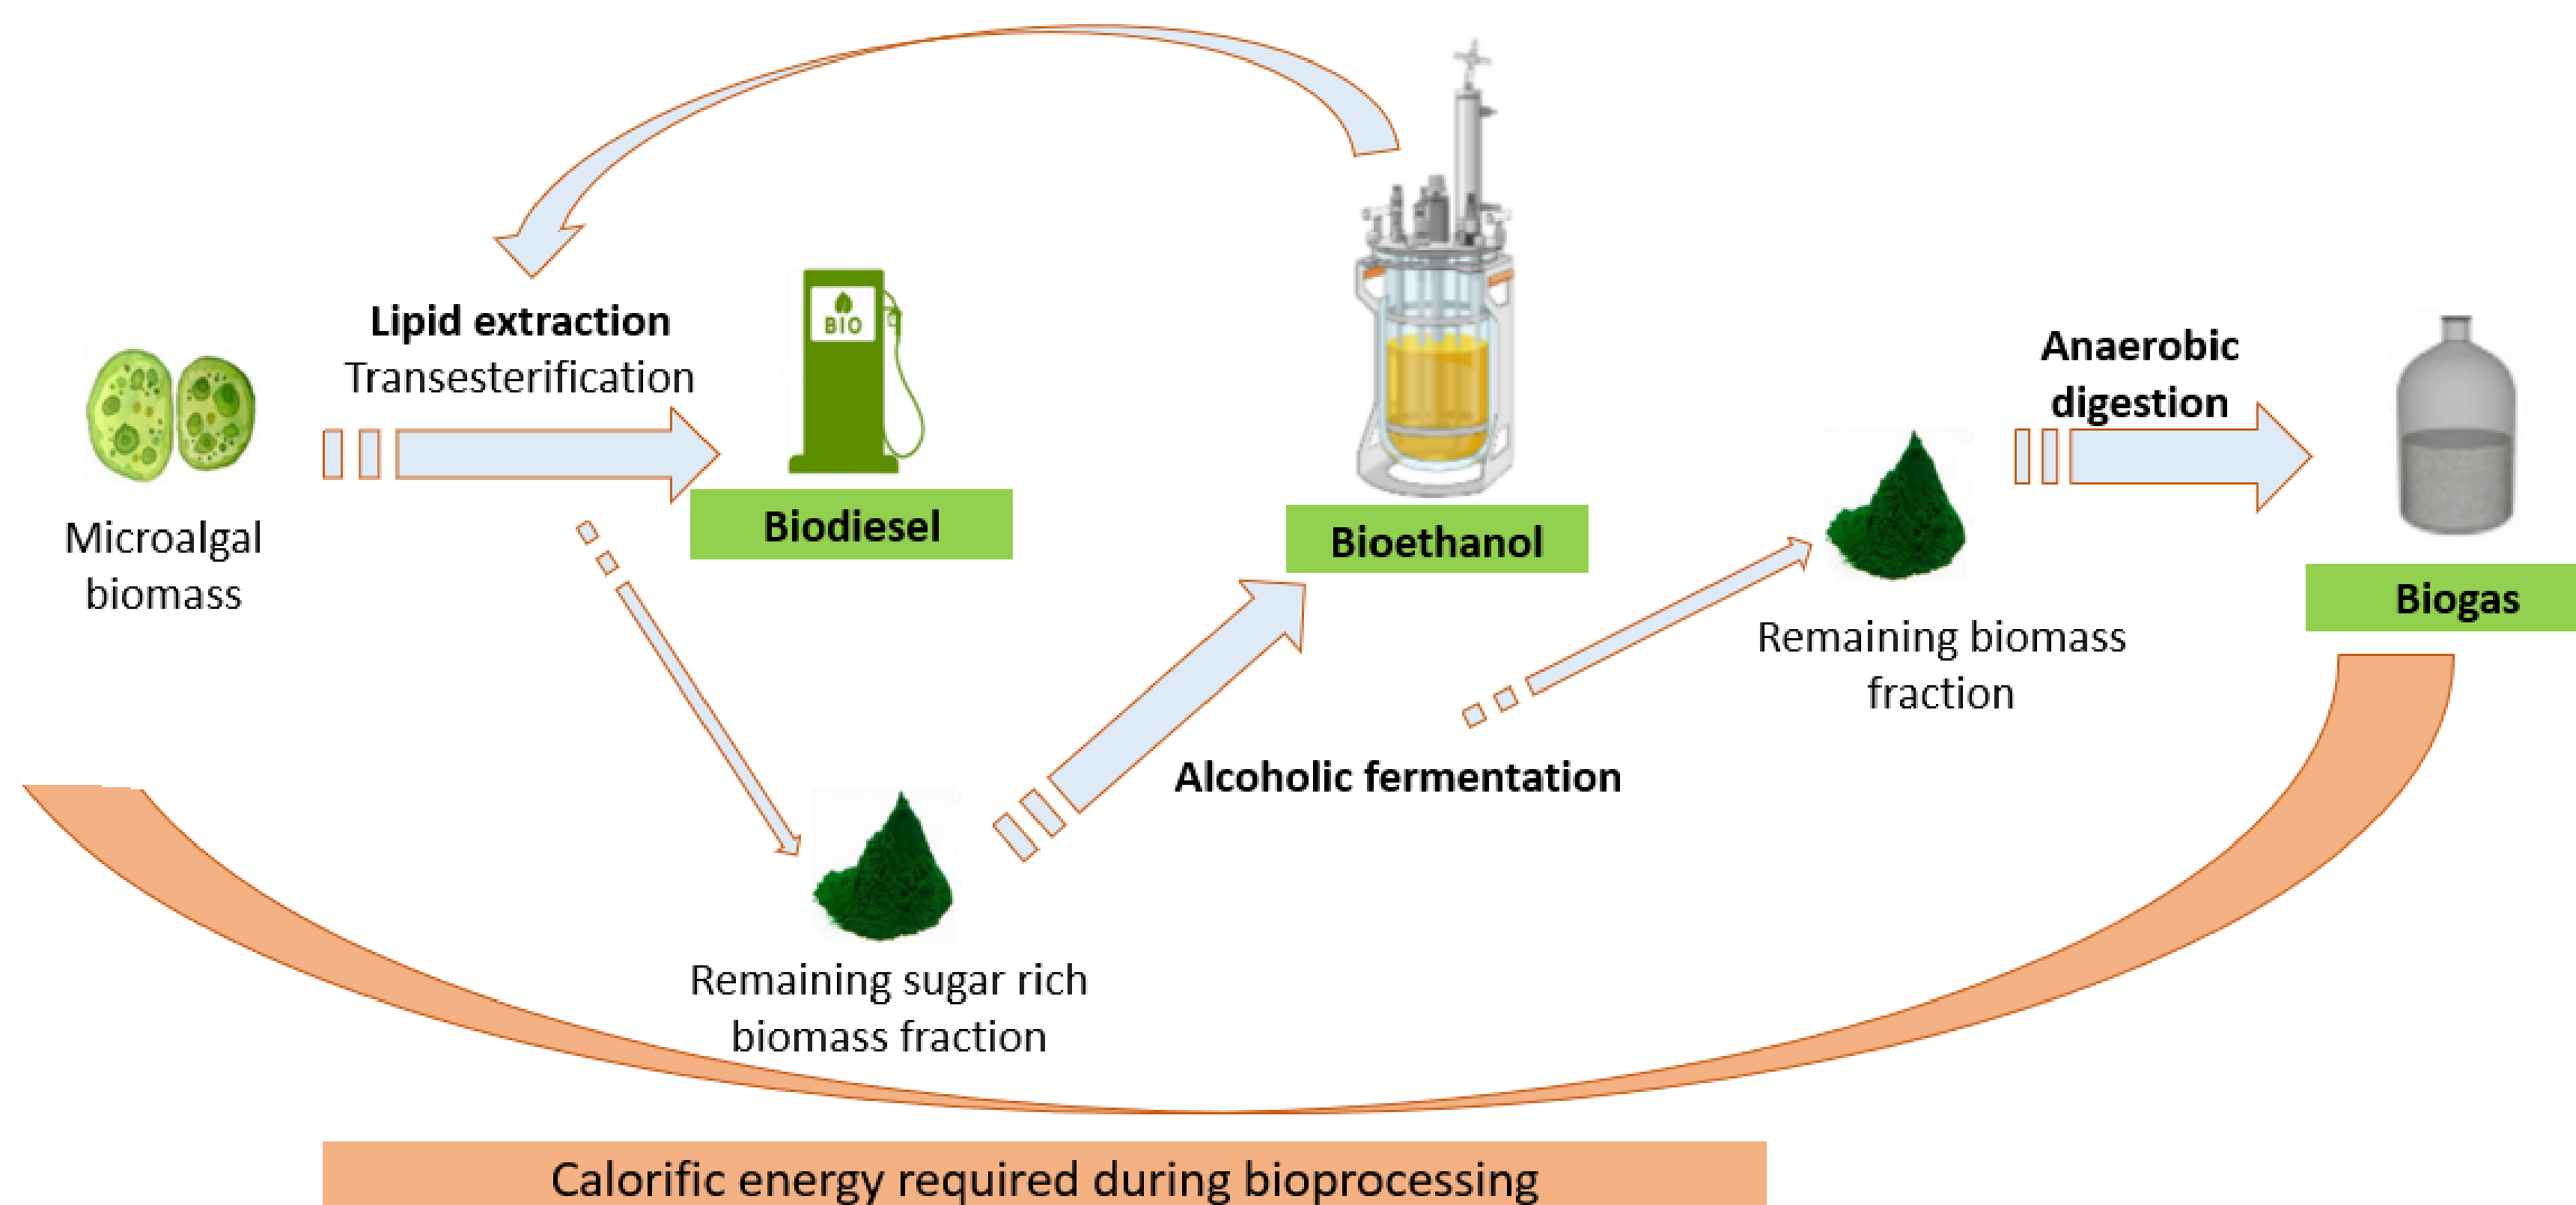 Lipid extraction
Transesterification
BIO
Microalgal
biomass
Biodiesel
Bioethanol
Anaerobic
digestion
Biogas
Remaining biomass
fraction
Alcoholic fermentation
Remaining sugar rich
biomass fraction
Calorific energy required during bioprocessing